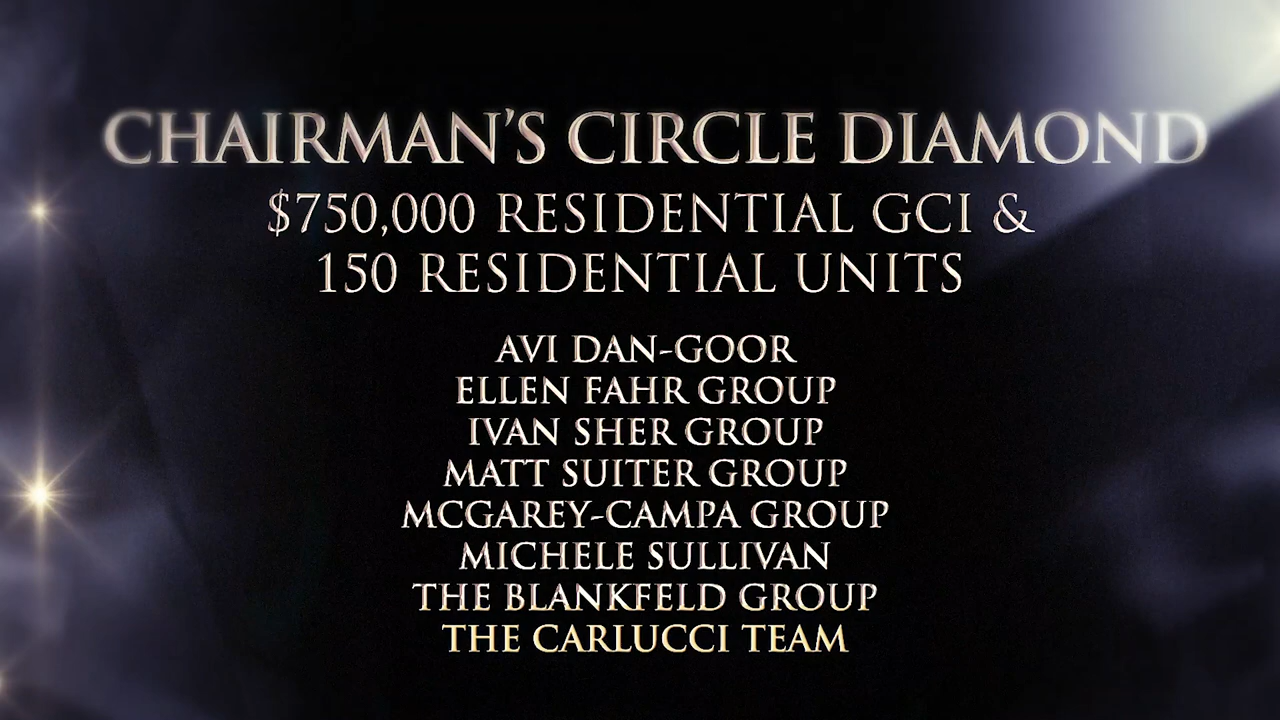 CHAIRMAN'S CIRCLE DIAMOND
$750,000 RESIDENTIAL GCI &
150 RESIDENTIAL UNITS
AVI DAN-GOOR
ELLEN FAHR GROUP
IVAN SHER GROUP
MATT SUITER GROUP
MCGAREY-CAMPA GROUP
MICHELE SULLIVAN
THE BLANKFELD GROUP
THE CARLUCCI TEAM